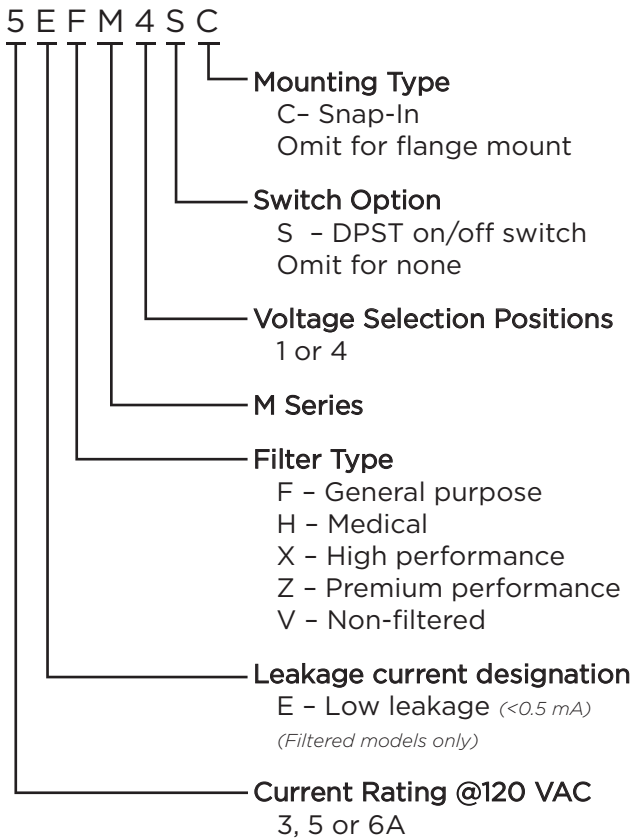 5 E F M 4 S C
Mounting Type
C– Snap-In
Omit for flange mount
Switch Option
S – DPST on/off switch
Omit for none
Voltage Selection Positions
1 or 4
M Series
Filter Type
F – General purpose
H – Medical
X – High performance
Z – Premium performance
V – Non-filtered
Leakage current designation
E – Low leakage (<0.5 mA)
(Filtered models only)
Current Rating @120 VAC
3, 5 or 6A